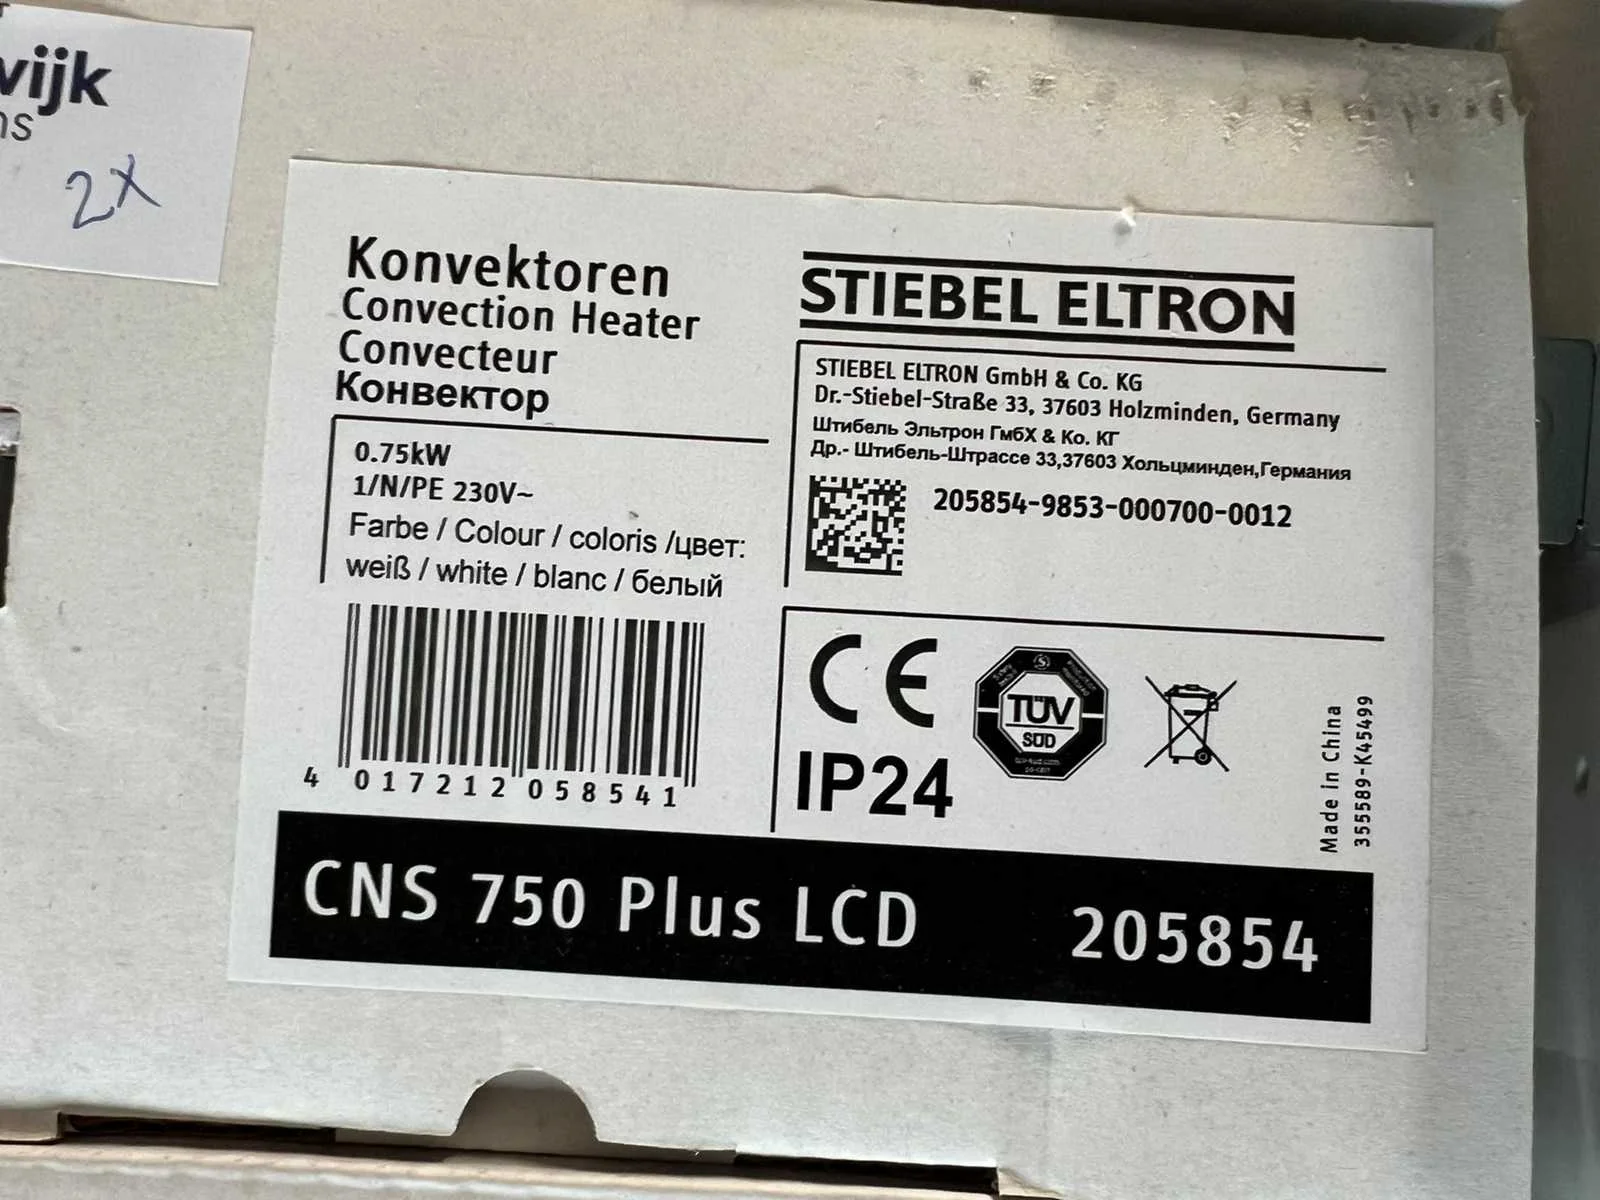 vijk
ns
2x
Konvektoren
Convection Heater
Convecteur
Конвектор
0.75kW
1/N/PE 230V~
Farbe / Colour / coloris /цвет:
weiß / white / blanc / белый
4 017212 058541
STIEBEL ELTRON
STIEBEL ELTRON GmbH & Co. KG
Dr.-Stiebel-Straße 33, 37603 Holzminden, Germany
Штибель Эльтрон ГмбХ & Ко. КГ
Др.- Штибель-Штрассе 33,37603 Хольцминден,Германия
205854-9853-000700-0012
CE
TÜV
SÜD
IP24
Made in China
355589-K45499
CNS 750 Plus LCD 205854